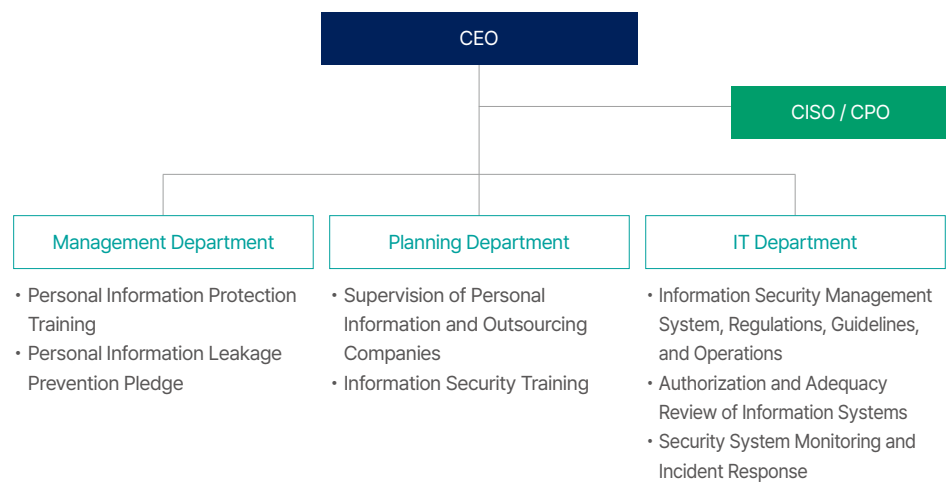 CEO
CISO / CPO
Management Department
• Personal Information Protection
Training
• Personal Information Leakage
Prevention Pledge
Planning Department
• Supervision of Personal
Information and Outsourcing
Companies
• Information Security Training
IT Department
• Information Security Management
System, Regulations, Guidelines,
and Operations
• Authorization and Adequacy
Review of Information Systems
• Security System Monitoring and
Incident Response